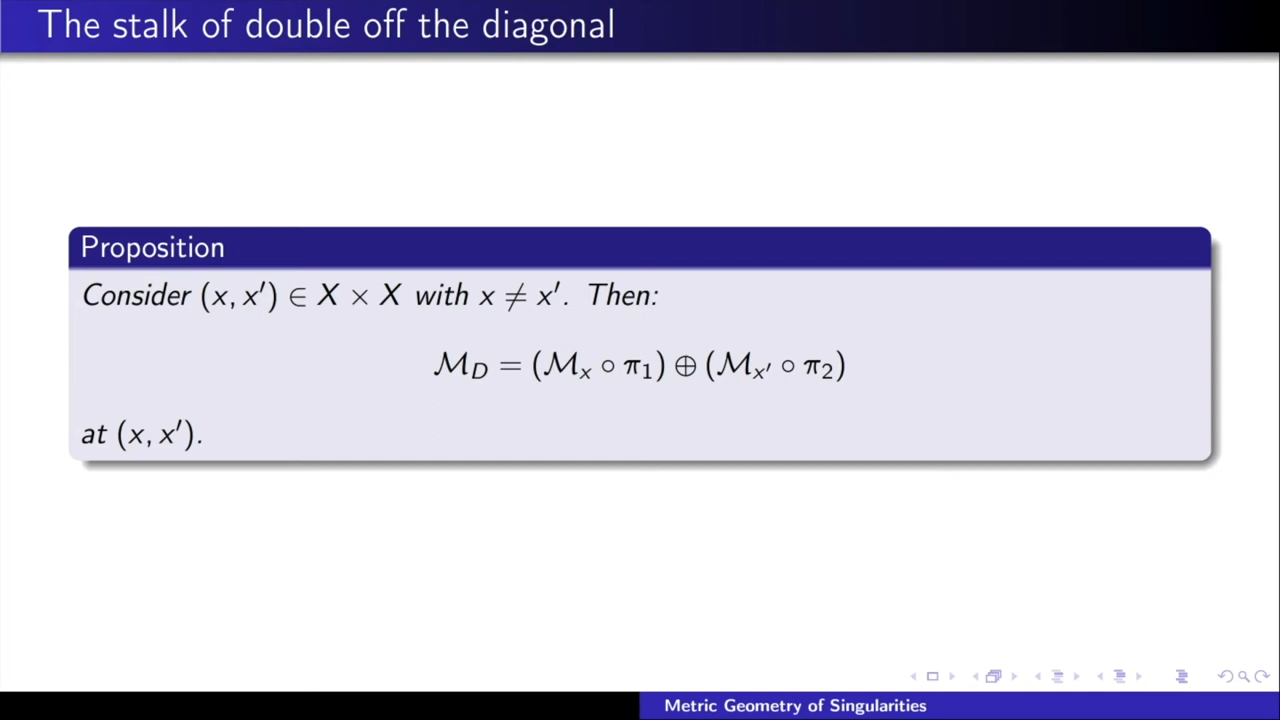 The stalk of double off the diagonal
Proposition
Consider (x, x′) ∈ X × X with x ≠ x′. Then:
ℳ_D = (ℳ_x ∘ π₁) ⊕ (ℳ_x′ ∘ π₂)
at (x, x′).
Metric Geometry of Singularities